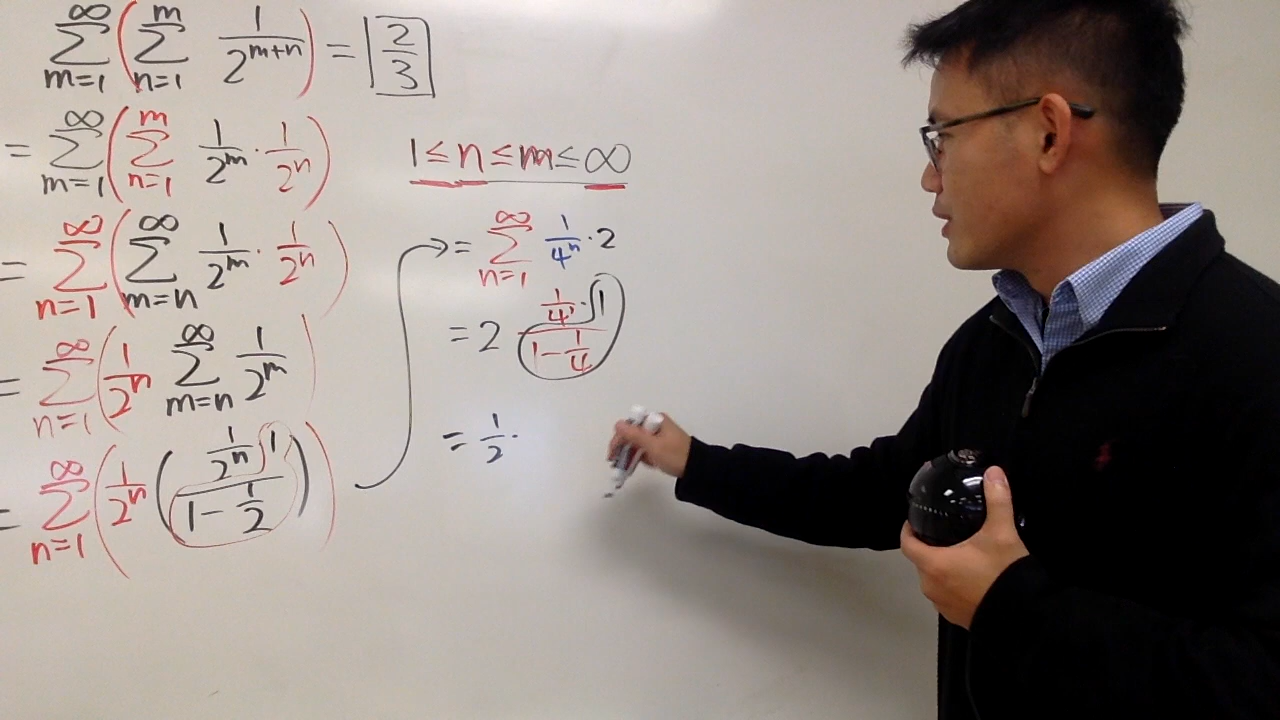 ∞∑m=1 (m∑n=1 1/2^(m+n)) = 2/3
= ∞∑m=1 (m∑n=1 1/2^m · 1/2^n)
= ∞∑n=1 (∞∑m=n 1/2^m · 1/2^n)
= ∞∑n=1 (1/2^n ∞∑m=n 1/2^m)
= ∞∑n=1 (1/2^n (1/2^n 1 / 1 - 1/2))
1 ≤ n ≤ m ≤ ∞
= ∞∑n=1 1/4^n · 2
= 2 (1/4^1 · 1) / (1 - 1/4)
= 1/2 ·